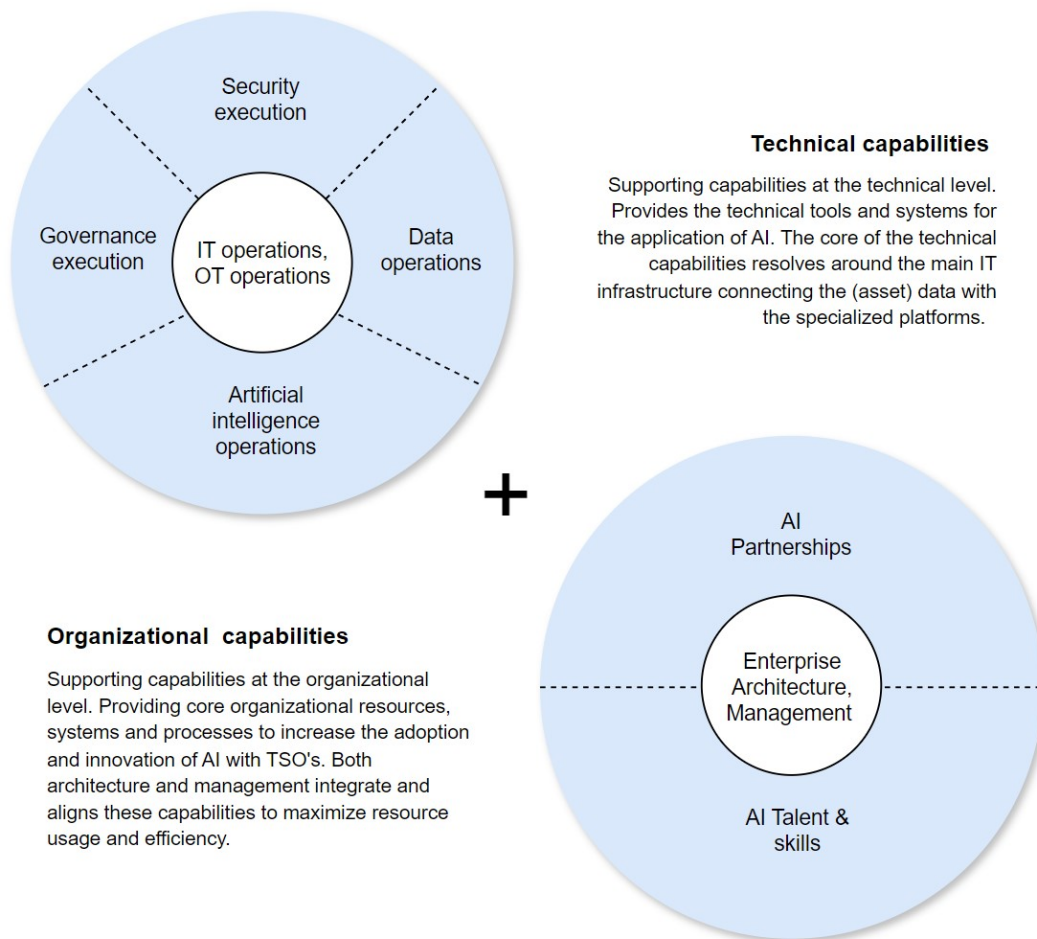 Security
execution
Governance
execution
IT operations,
OT operations
Data
operations
Artificial
intelligence
operations
Technical capabilities
Supporting capabilities at the technical level.
Provides the technical tools and systems for
the application of AI. The core of the technical
capabilities resolves around the main IT
infrastructure connecting the (asset) data with
the specialized platforms.
+
AI
Partnerships
Enterprise
Architecture,
Management
AI Talent &
skills
Organizational capabilities
Supporting capabilities at the organizational
level. Providing core organizational resources,
systems and processes to increase the adoption
and innovation of AI with TSO's. Both
architecture and management integrate and
aligns these capabilities to maximize resource
usage and efficiency.